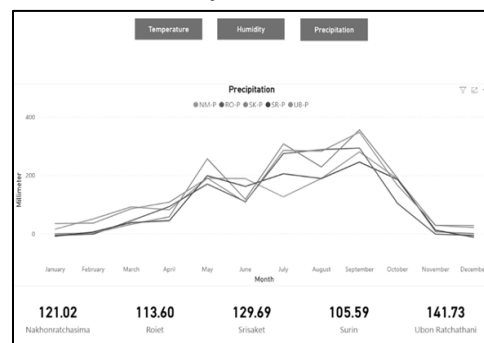 Temperature Humidity Precipitation
Precipitation
NM-P RO-P SK-P SR-P UB-P
400
200
0
Millimeter
January February March April May June July August September October November December
Month
121.02 113.60 129.69 105.59 141.73
Nakhonratchasima Roiet Srisaket Surin Ubon Ratchathani